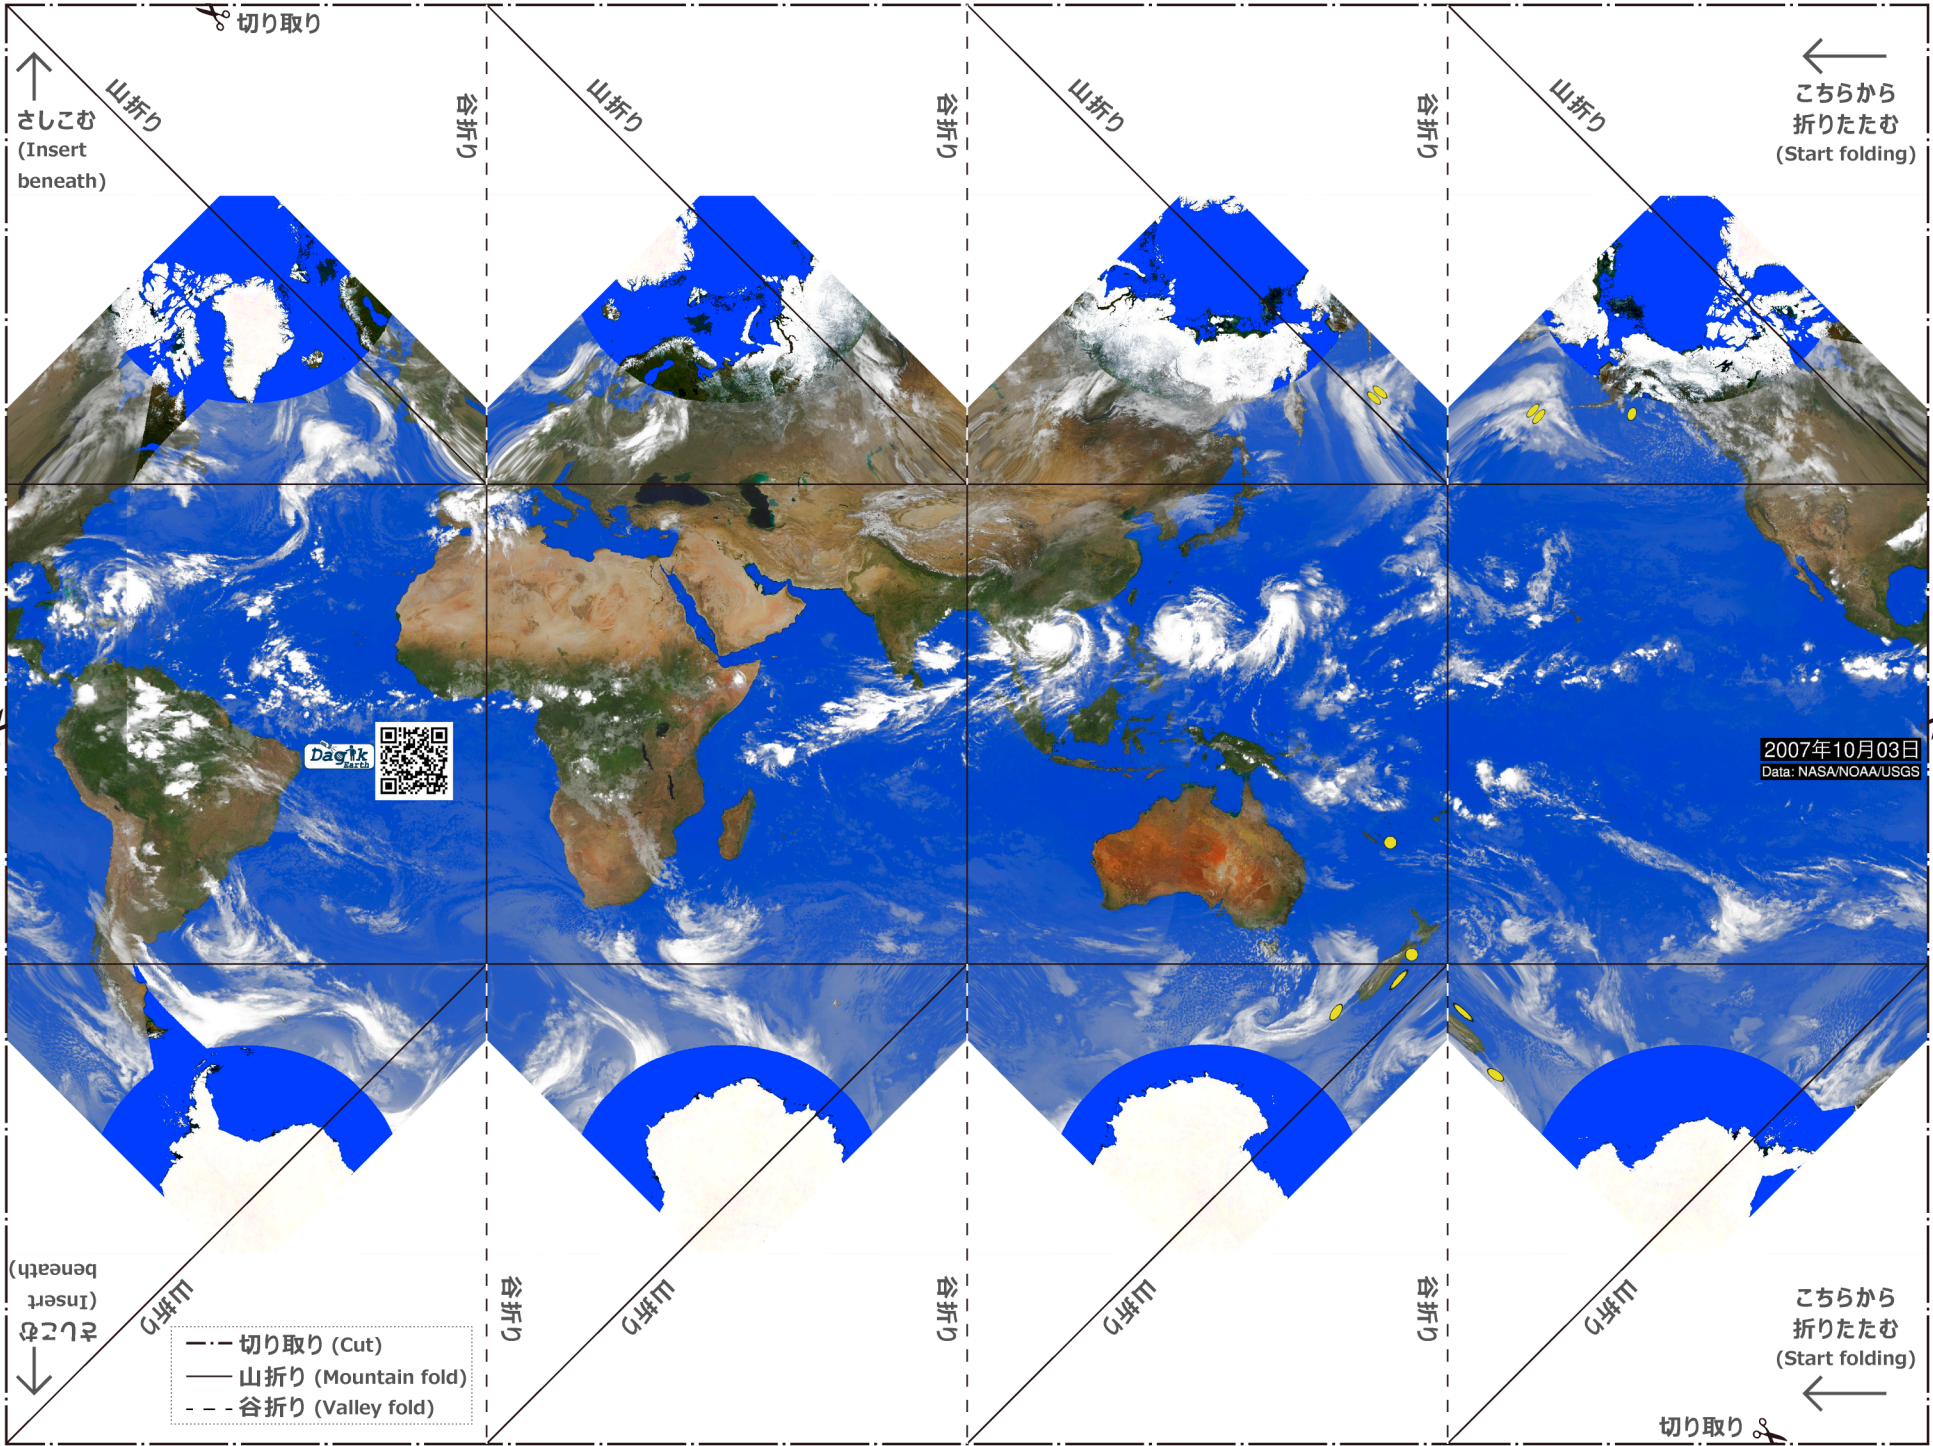 切り取り
山折り
谷折り
山折り
谷折り
山折り
谷折り
山折り
さしこむ
(Insert
beneath)
こちらから
折りたたむ
(Start folding)
Dagik
Earth
2007年10月03日
Data: NASA/NOAA/USGS
さしこむ
(Insert
beneath)
山折り
谷折り
山折り
谷折り
山折り
谷折り
山折り
切り取り (Cut)
山折り (Mountain fold)
谷折り (Valley fold)
こちらから
折りたたむ
(Start folding)
切り取り